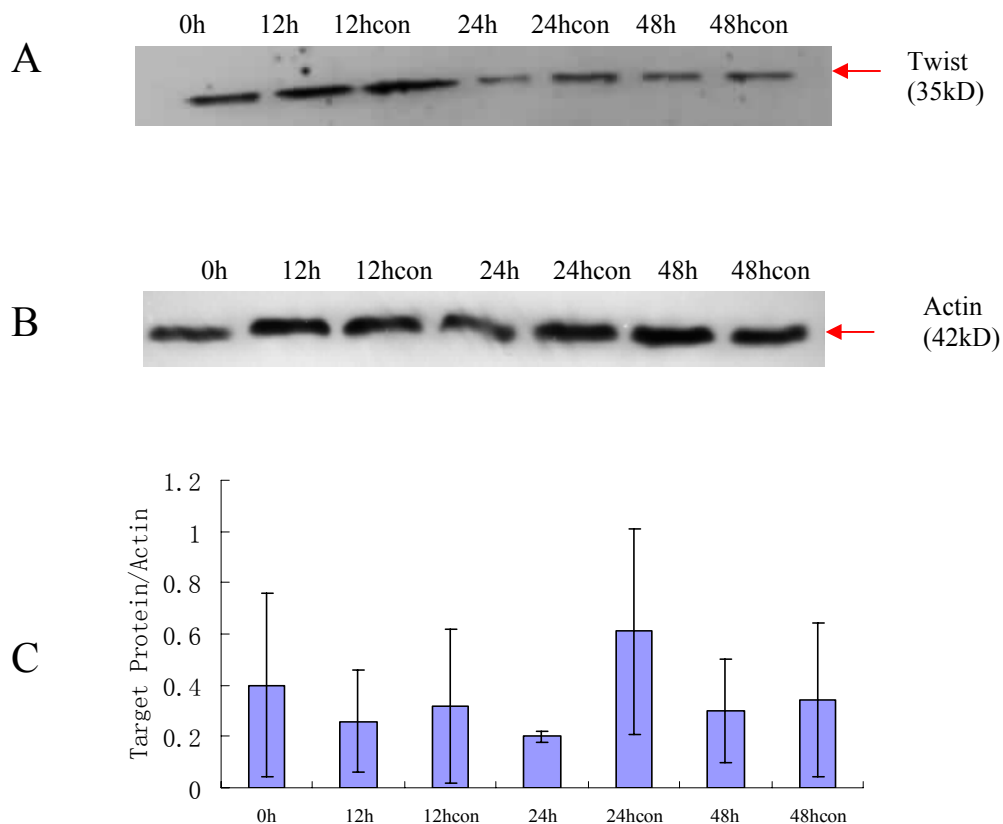 A
0h 12h 12hcon 24h 24hcon 48h 48hcon
Twist
(35kD)
B
0h 12h 12hcon 24h 24hcon 48h 48hcon
Actin
(42kD)
C
Target Protein/Actin
1.2
1
0.8
0.6
0.4
0.2
0
0h 12h 12hcon 24h 24hcon 48h 48hcon